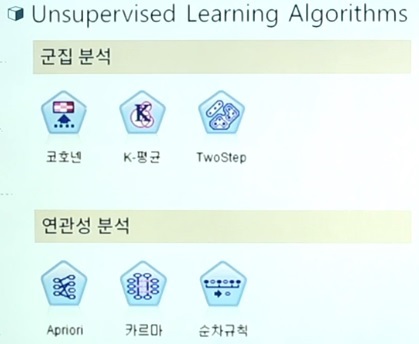 Unsupervised Learning Algorithms
군집 분석
코호넨 K-평균 TwoStep
연관성 분석
Apriori 카르마 순차규칙